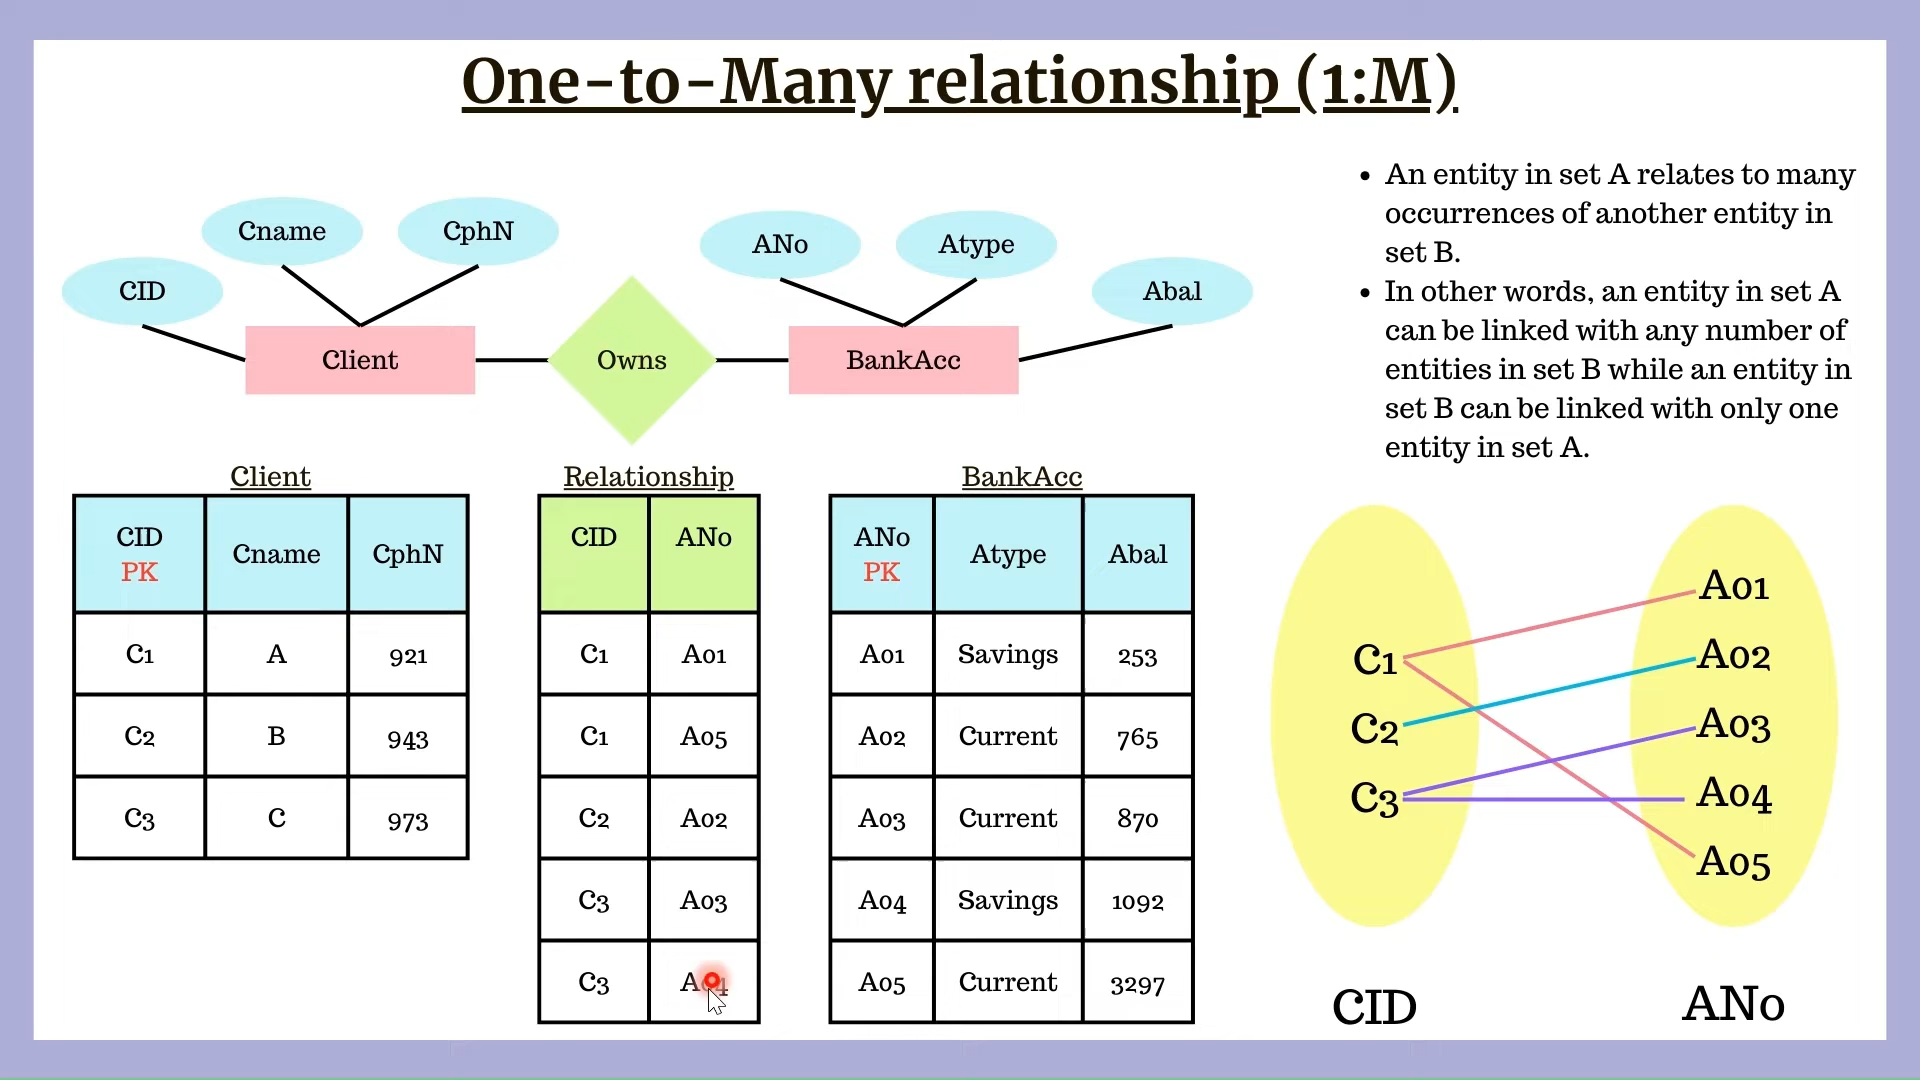 One-to-Many relationship (1:M)
An entity in set A relates to many
occurrences of another entity in
set B.
In other words, an entity in set A
can be linked with any number of
entities in set B while an entity in
set B can be linked with only one
entity in set A.
CID
Cname
CphN
ANo
Atype
Abal
Client
Owns
BankAcc
Client
CID PK Cname CphN
C1 A 921
C2 B 943
C3 C 973
Relationship
CID ANo
C1 A01
C1 A05
C2 A02
C3 A03
C3 A04
BankAcc
ANo PK Atype Abal
A01 Savings 253
A02 Current 765
A03 Current 870
A04 Savings 1092
A05 Current 3297
C1
C2
C3
CID
A01
A02
A03
A04
A05
ANo